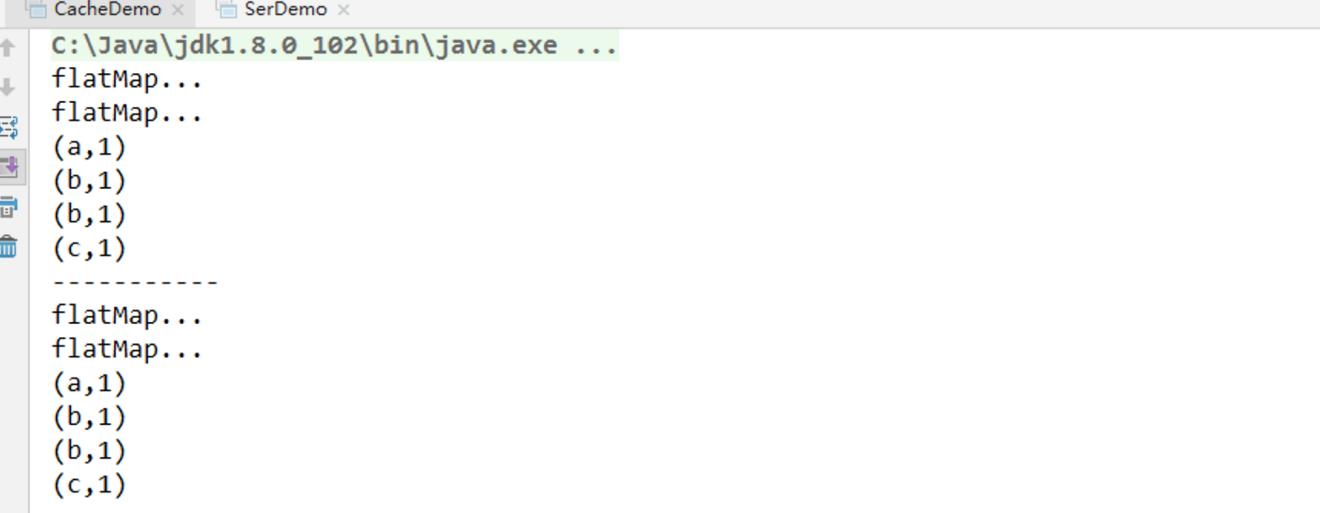 CacheDemo × SerDemo ×
C:\Java\jdk1.8.0_102\bin\java.exe ...
flatMap...
flatMap...
(a,1)
(b,1)
(b,1)
(c,1)
-----------
flatMap...
flatMap...
(a,1)
(b,1)
(b,1)
(c,1)